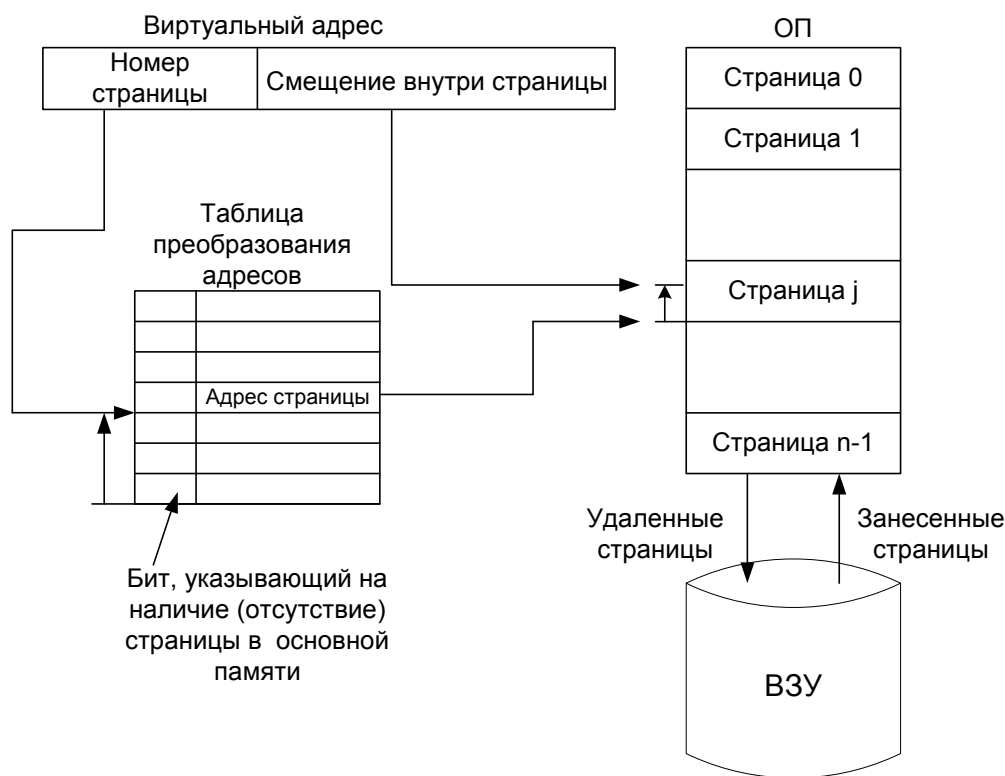 Виртуальный адрес
Номер
страницы
Смещение внутри страницы
ОП
Страница 0
Страница 1
Таблица
преобразования
адресов
Страница j
Адрес страницы
Страница n-1
Удаленные
страницы
Занесенные
страницы
Бит, указывающий на
наличие (отсутствие)
страницы в основной
памяти
ВЗУ